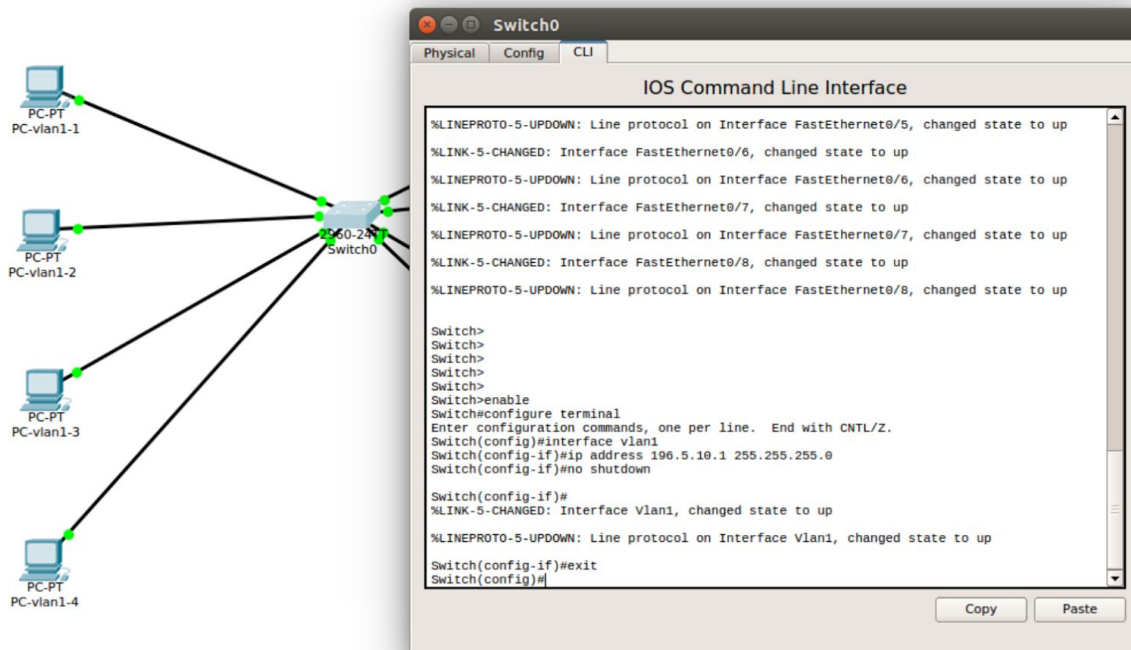 PC-PT
PC-vlan1-1
PC-PT
PC-vlan1-2
PC-PT
PC-vlan1-3
PC-PT
PC-vlan1-4
Switch0
Switch0
Physical
Config
CLI
IOS Command Line Interface
%LINEPROTO-5-UPDOWN: Line protocol on Interface FastEthernet0/5, changed state to up
%LINK-5-CHANGED: Interface FastEthernet0/6, changed state to up
%LINEPROTO-5-UPDOWN: Line protocol on Interface FastEthernet0/6, changed state to up
%LINK-5-CHANGED: Interface FastEthernet0/7, changed state to up
%LINEPROTO-5-UPDOWN: Line protocol on Interface FastEthernet0/7, changed state to up
%LINK-5-CHANGED: Interface FastEthernet0/8, changed state to up
%LINEPROTO-5-UPDOWN: Line protocol on Interface FastEthernet0/8, changed state to up
Switch>
Switch>
Switch>
Switch>
Switch>
Switch>enable
Switch#configure terminal
Enter configuration commands, one per line.  End with CNTL/Z.
Switch(config)#interface vlan1
Switch(config-if)#ip address 196.5.10.1 255.255.255.0
Switch(config-if)#no shutdown
Switch(config-if)#
%LINK-5-CHANGED: Interface Vlan1, changed state to up
%LINEPROTO-5-UPDOWN: Line protocol on Interface Vlan1, changed state to up
Switch(config-if)#exit
Switch(config)#
Copy
Paste